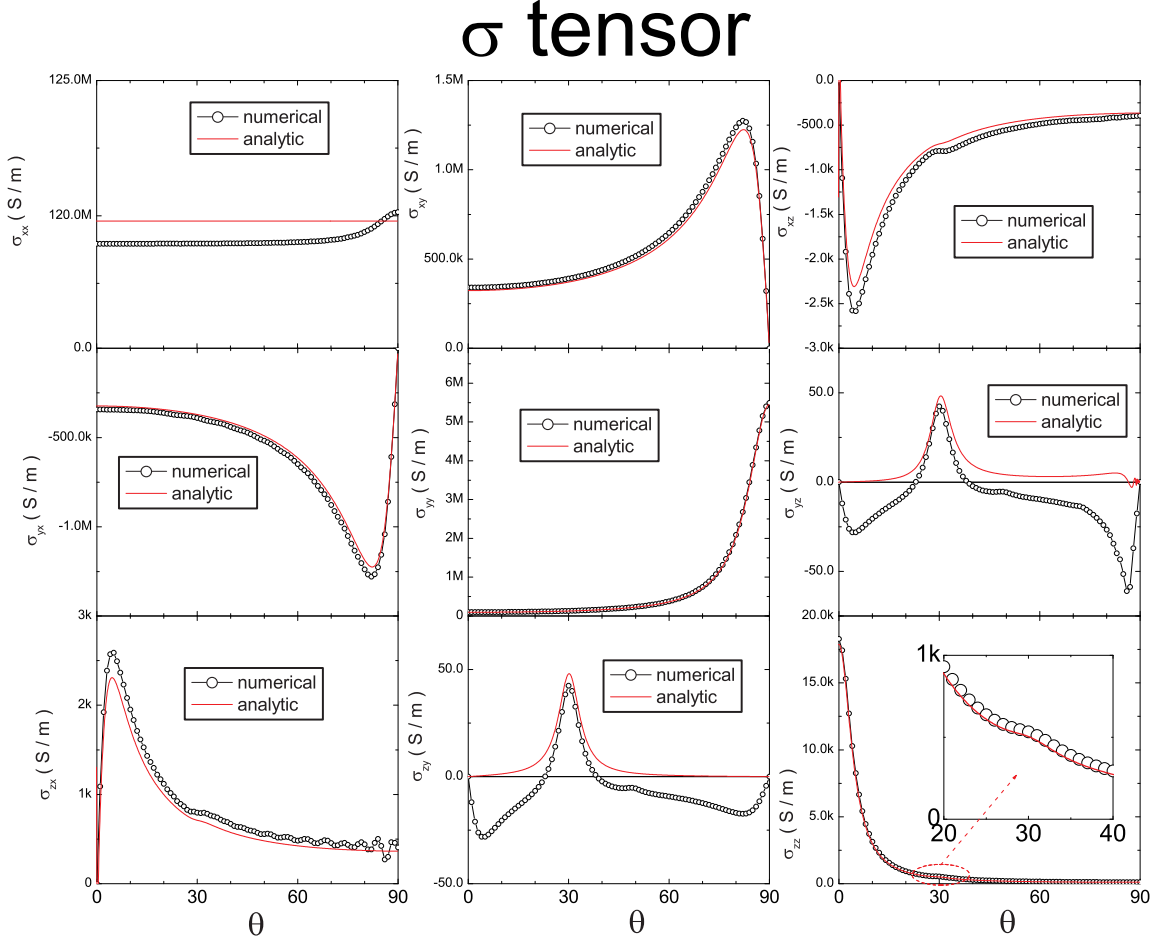 σ tensor
125.0M
120.0M
0.0
σxx ( S / m )
numerical
analytic
1.5M
1.0M
500.0k
σxy ( S / m )
numerical
analytic
0.0
-500.0
-1.0k
-1.5k
-2.0k
-2.5k
-3.0k
σxz ( S / m )
numerical
analytic
-500.0k
-1.0M
σyx ( S / m )
numerical
analytic
6M
5M
4M
3M
2M
1M
0
σyy ( S / m )
numerical
analytic
50.0
0.0
-50.0
σyz ( S / m )
numerical
analytic
3k
2k
1k
0
σzx ( S / m )
numerical
analytic
0 30 60 90
θ
50.0
0.0
-50.0
σzy ( S / m )
numerical
analytic
0 30 60 90
θ
20.0k
15.0k
10.0k
5.0k
0.0
σzz ( S / m )
1k
0
20 30 40
0 30 60 90
θ